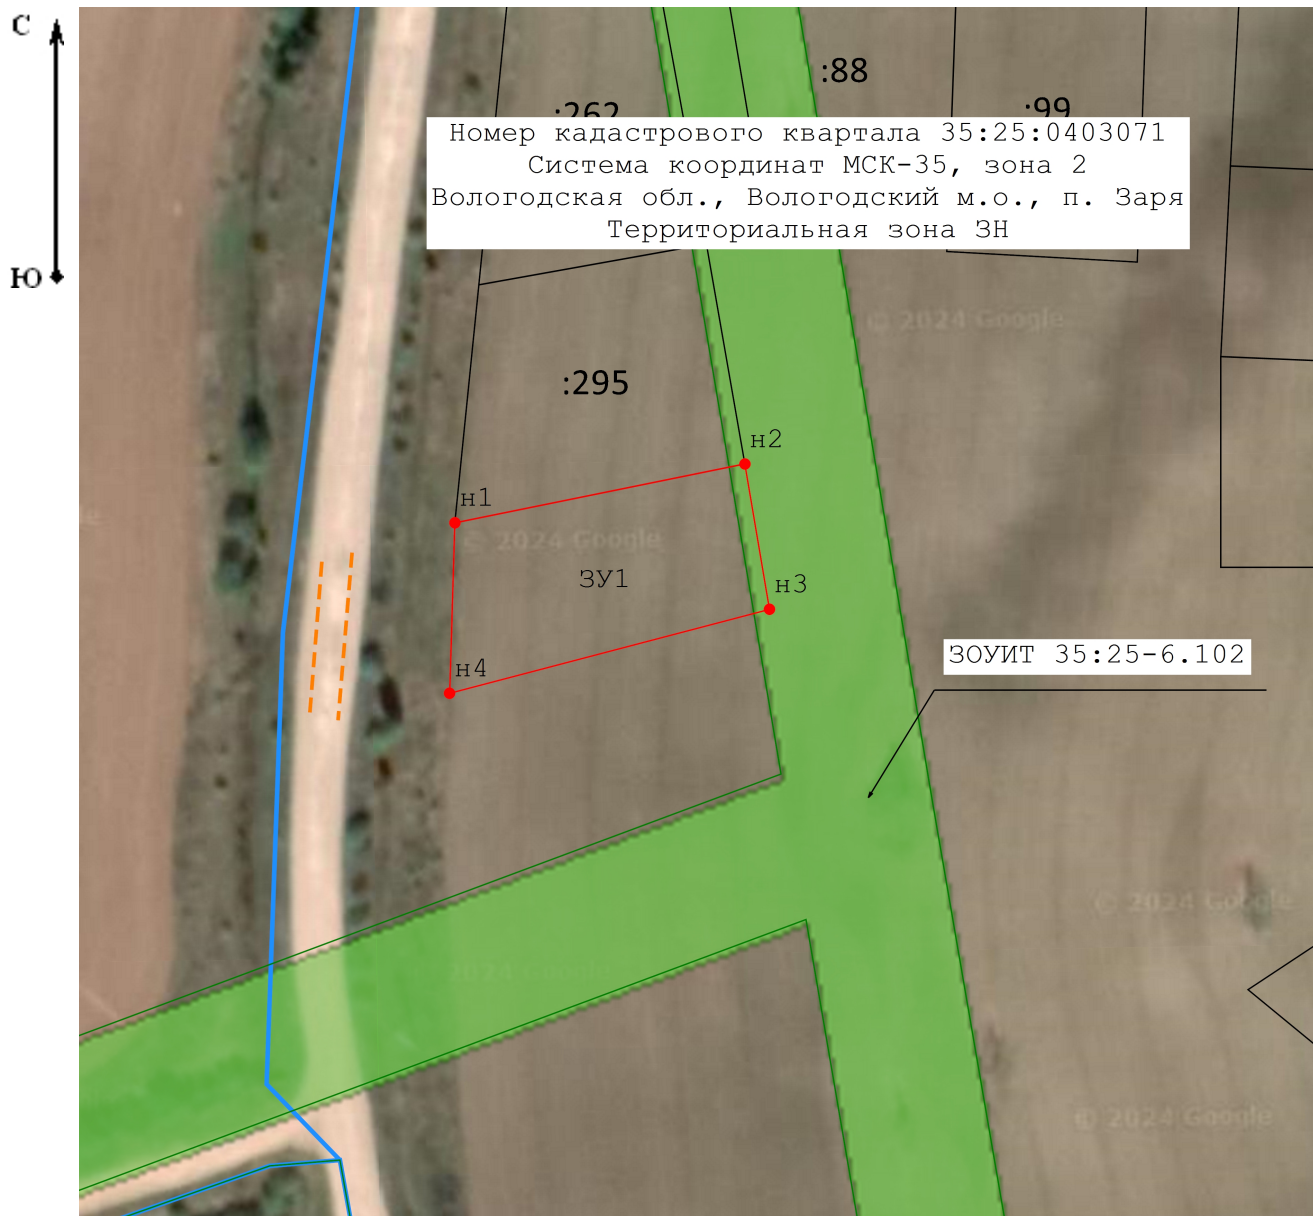 С
Ю
:88
:262
:99
Номер кадастрового квартала 35:25:0403071
Система координат МСК-35, зона 2
Вологодская обл., Вологодский м.о., п. Заря
Территориальная зона ЗН
© 2024 Google
:295
н2
н1
© 2024 Google
ЗУ1
н3
н4
ЗОУИТ 35:25-6.102
© 2024 Google
2024 Google
© 2024 Google